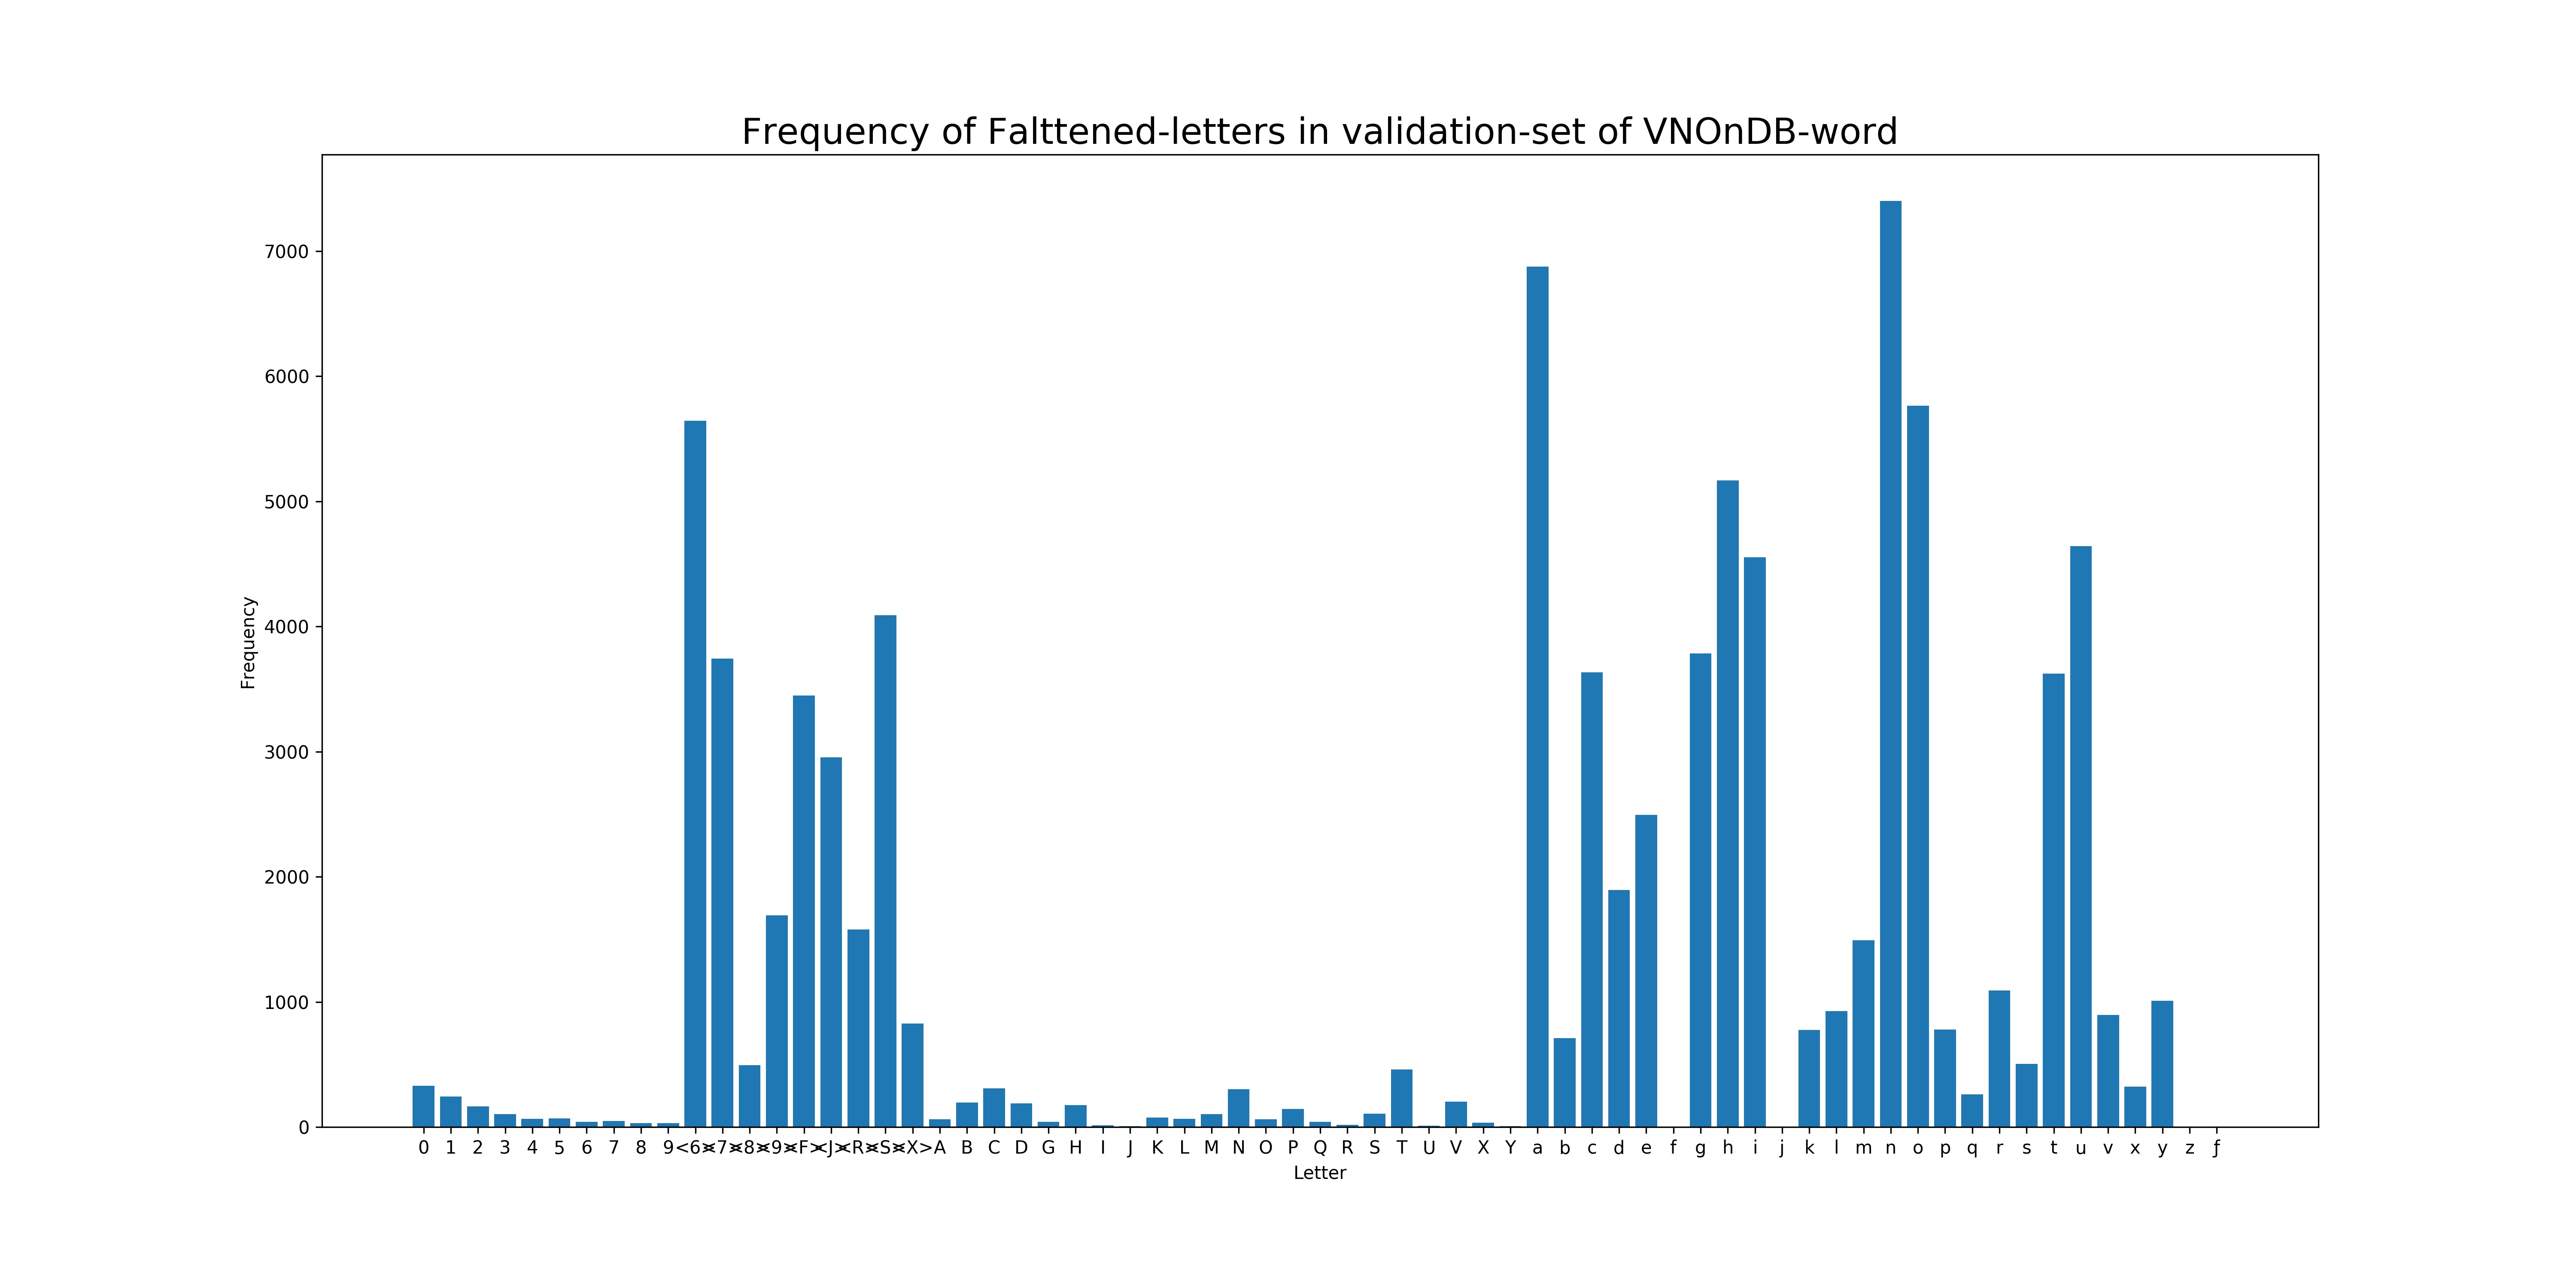 Frequency of Falttened-letters in validation-set of VNOnDB-word
7000
6000
5000
4000
3000
2000
1000
0
Frequency
0 1 2 3 4 5 6 7 8 9 <6> <7> <8> <9> <F> <J> <R> <S> <X> A B C D G H I J K L M N O P Q R S T U V X Y a b c d e f g h i j k l m n o p q r s t u v x y z ƒ
Letter